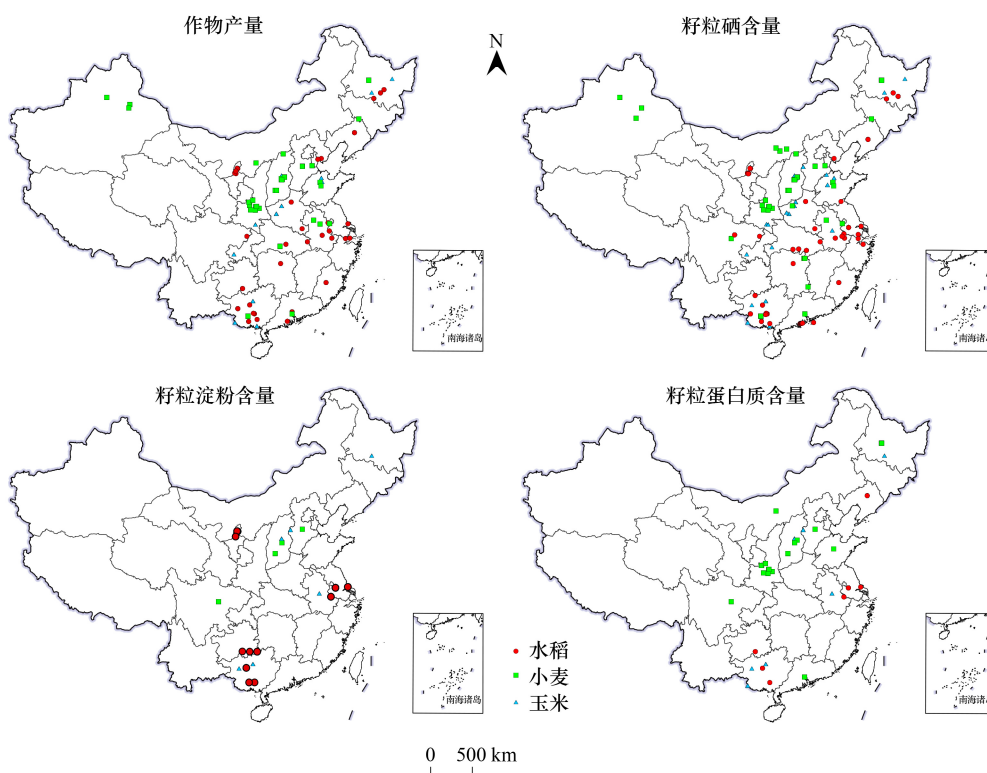 作物产量
籽粒硒含量
N
南海诸岛
南海诸岛
籽粒淀粉含量
籽粒蛋白质含量
水稻
小麦
玉米
南海诸岛
南海诸岛
0 500 km